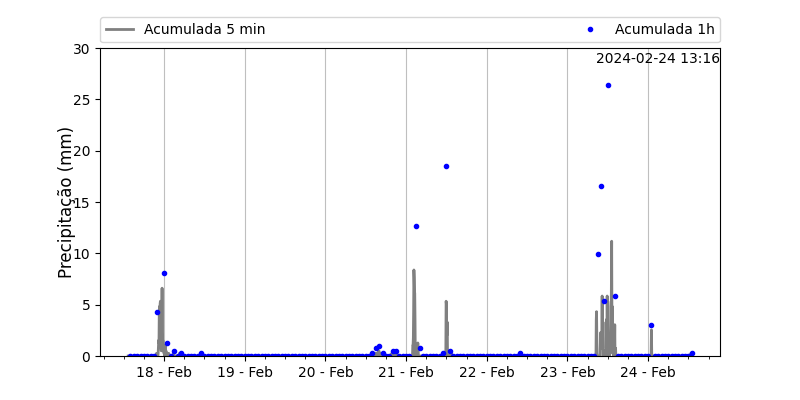 Acumulada 5 min Acumulada 1h
2024-02-24 13:16
Precipitação (mm)
30
25
20
15
10
5
0
18 - Feb 19 - Feb 20 - Feb 21 - Feb 22 - Feb 23 - Feb 24 - Feb